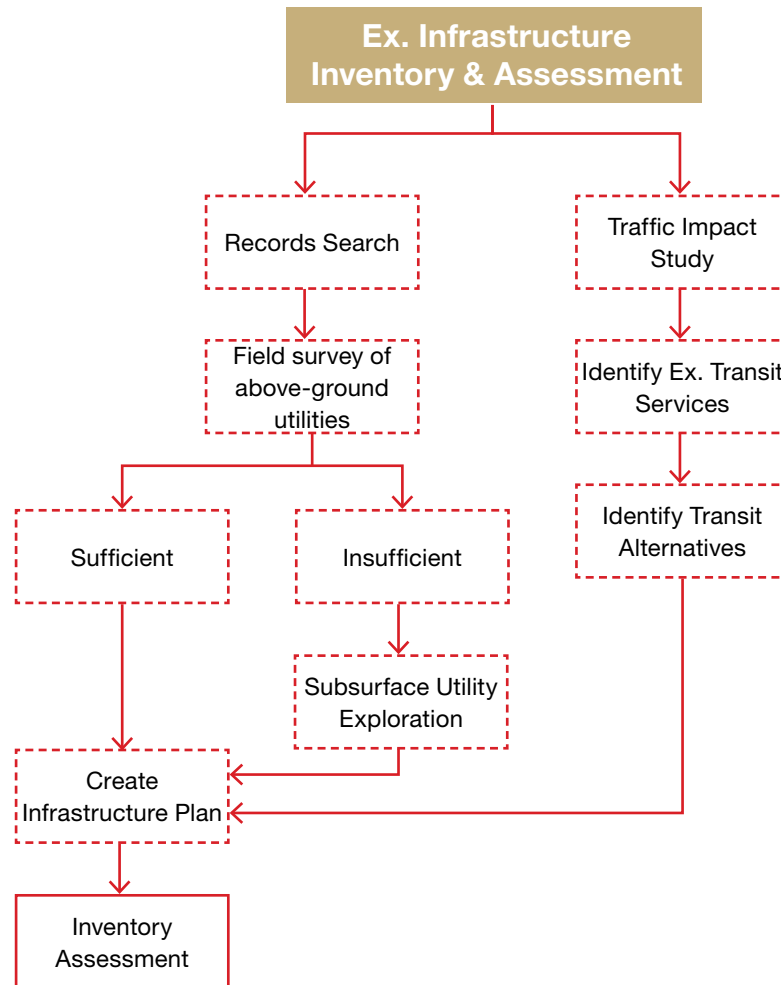 Ex. Infrastructure
Inventory & Assessment
Records Search
Traffic Impact
Study
Field survey of
above-ground
utilities
Identify Ex. Transit
Services
Sufficient
Insufficient
Identify Transit
Alternatives
Subsurface Utility
Exploration
Create
Infrastructure Plan
Inventory
Assessment